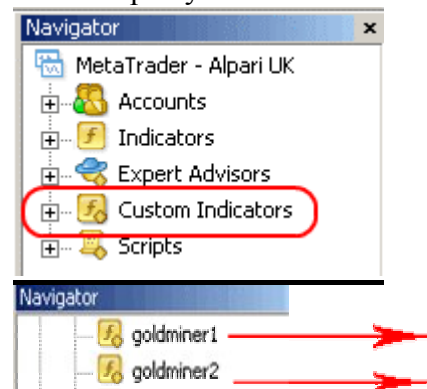 Navigator
MetaTrader - Alpari UK
Accounts
Indicators
Expert Advisors
Custom Indicators
Scripts
Navigator
goldminer1
goldminer2